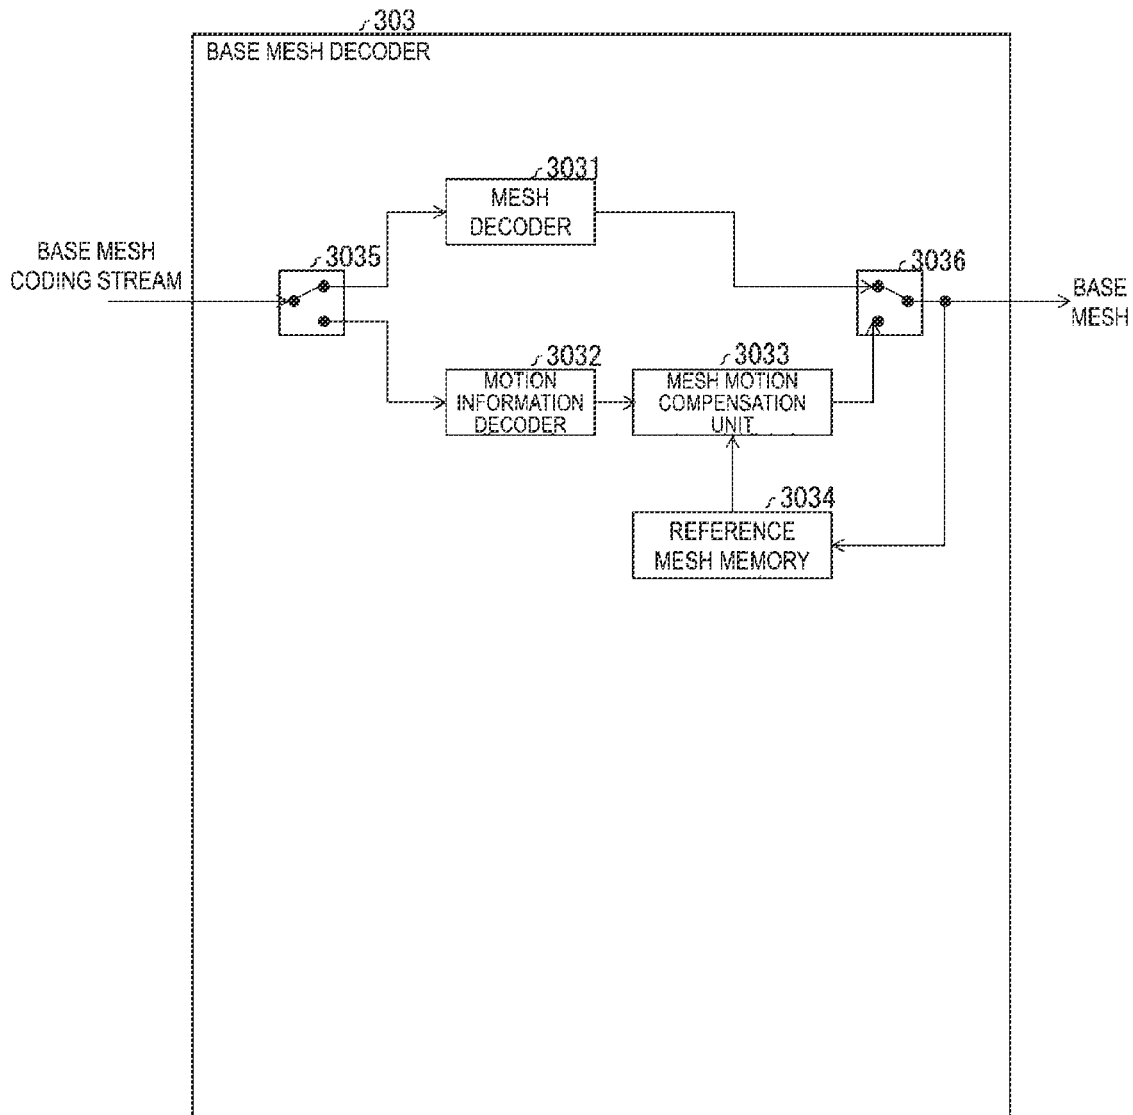 303
BASE MESH DECODER
3031
MESH
DECODER
BASE MESH
CODING STREAM
3035
3036
BASE
MESH
3032
MOTION
INFORMATION
DECODER
3033
MESH MOTION
COMPENSATION
UNIT
3034
REFERENCE
MESH MEMORY